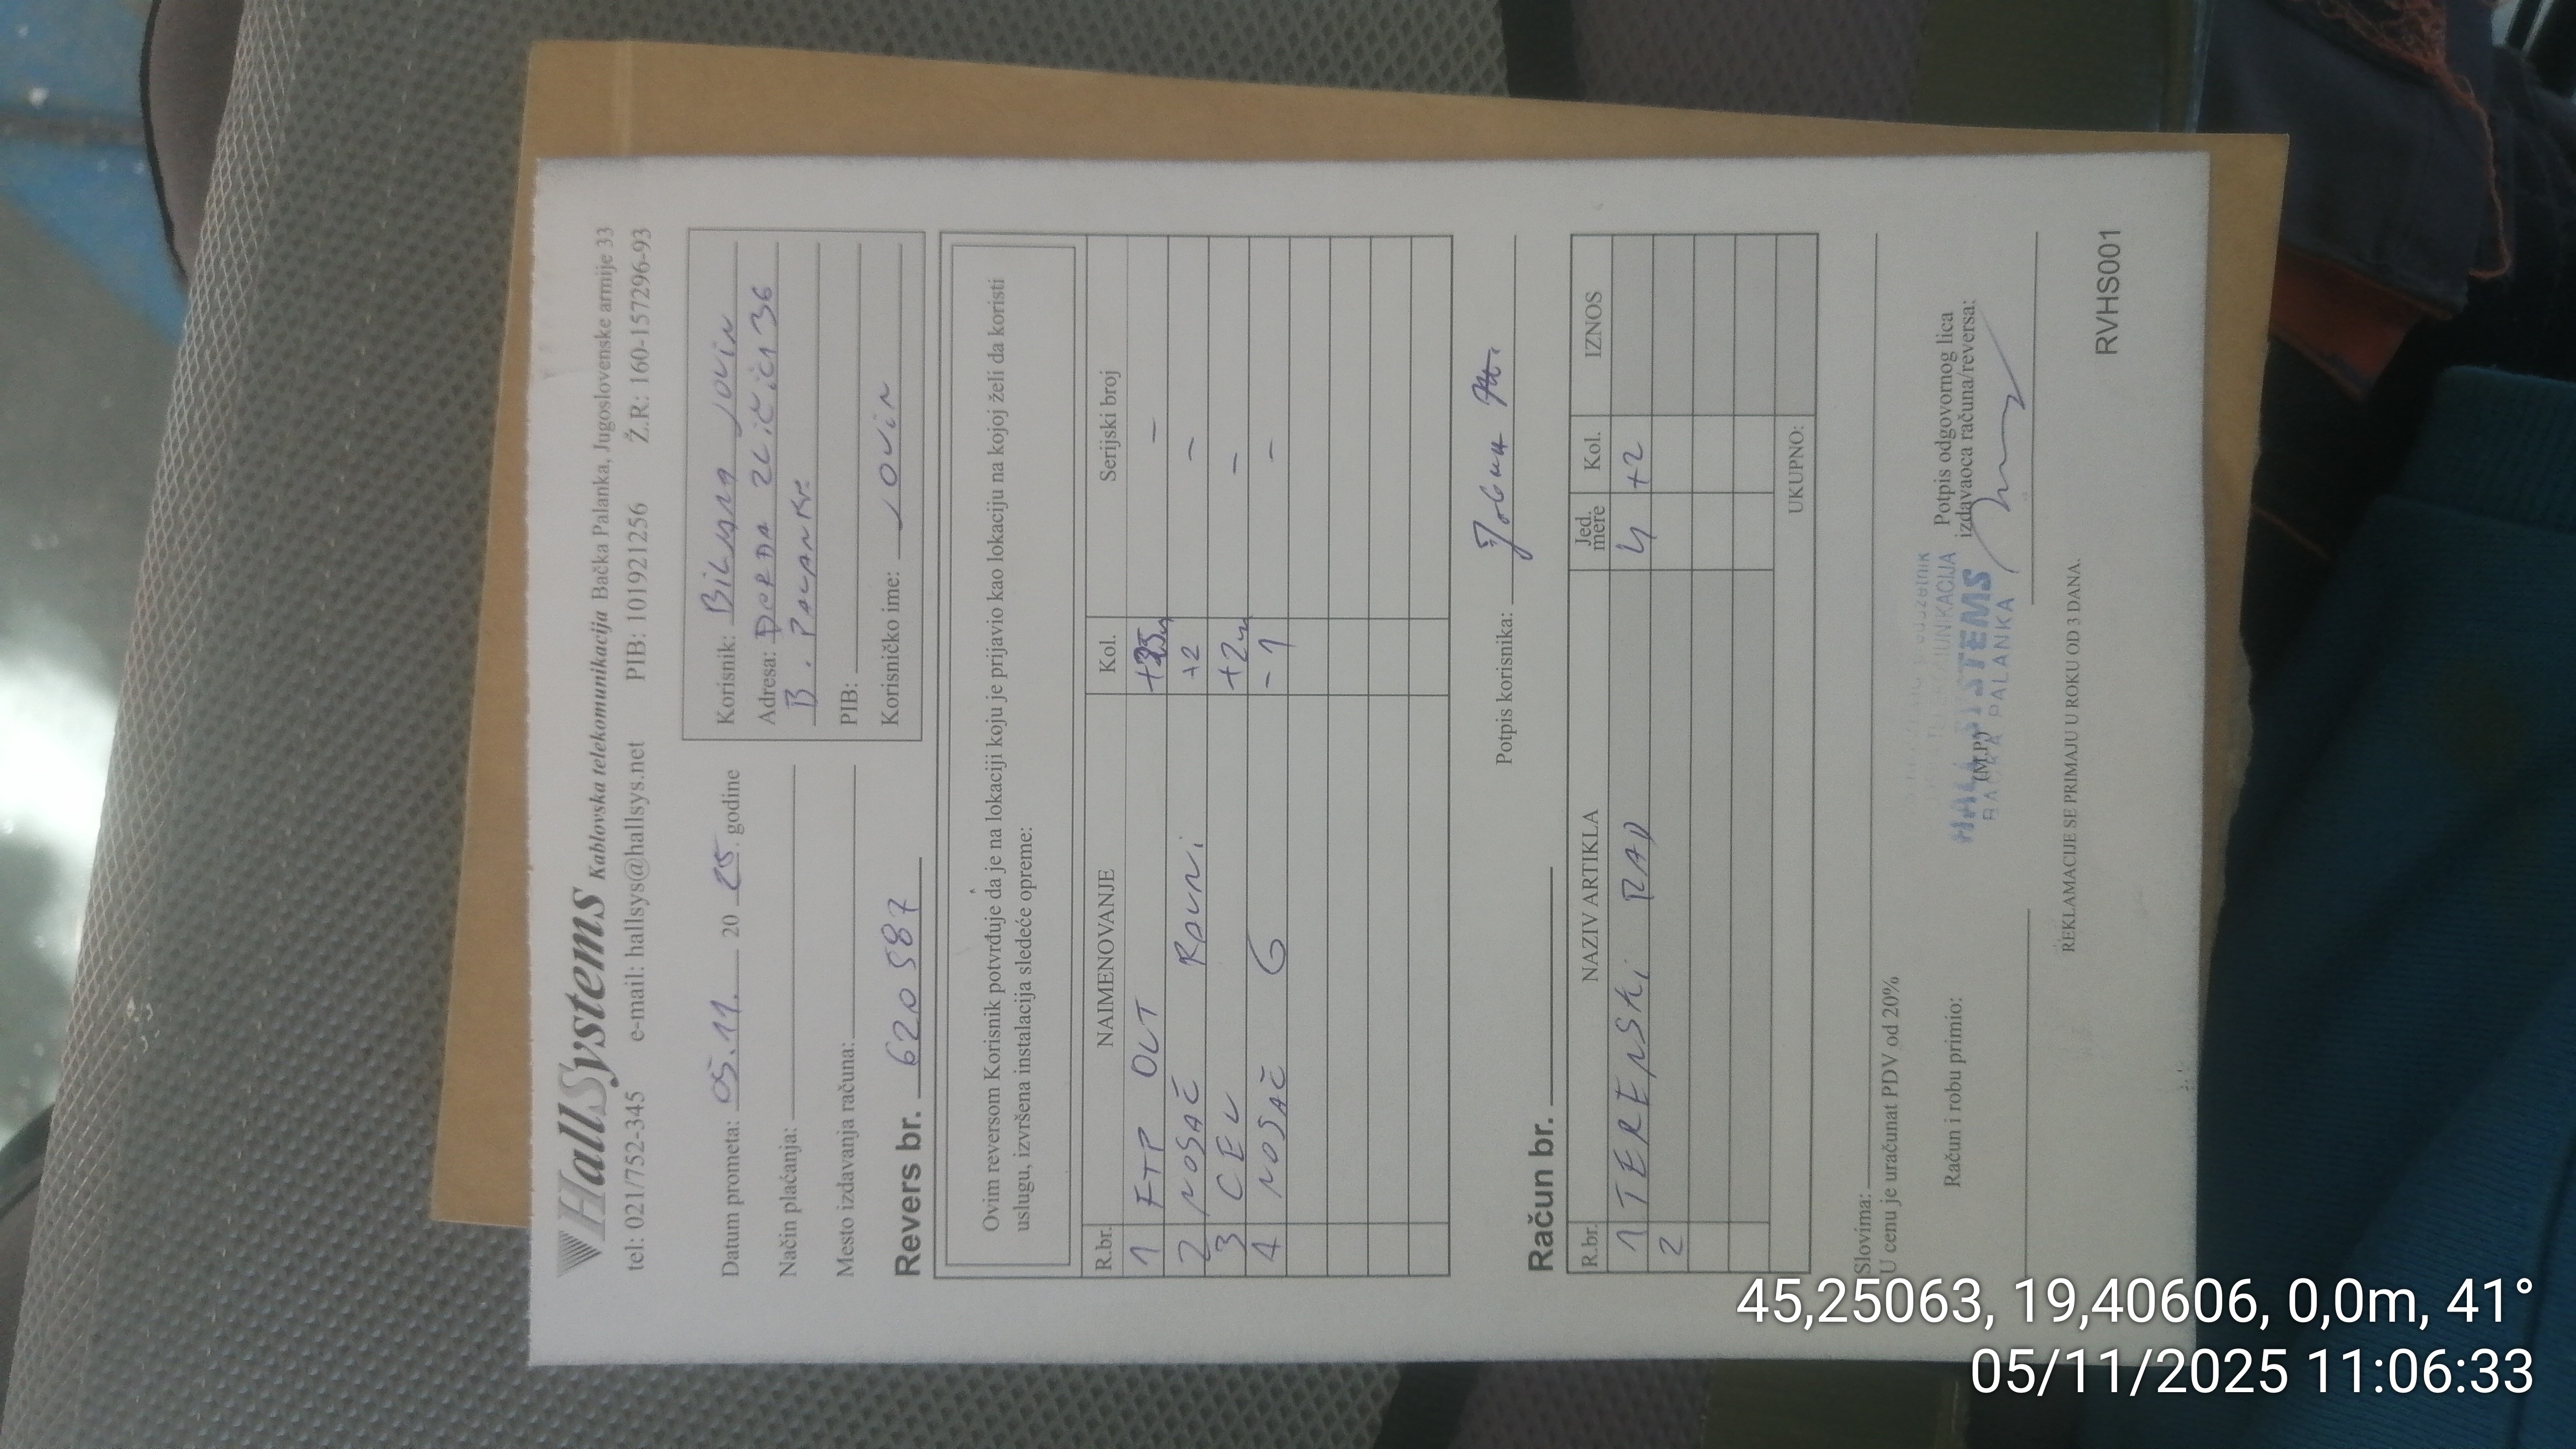 HallSystems Kablovska telekomunikacija Bačka Palanka, Jugoslovenske armije 33
tel: 021/752-345 e-mail: hallsys@hallsys.net PIB: 101921256 Ž.R: 160-157296-93
Datum prometa: 05.11. 20 25. godine
Način plaćanja:
Mesto izdavanja računa:
Korisnik: BILJANA JOVIN
Adresa: ĐORĐA ZLIČIĆA 36
B. PALANKA
PIB:
Korisničko ime: JOVIN
Revers br. 620587
Ovim reversom Korisnik potvrđuje da je na lokaciji koju je prijavio kao lokaciju na kojoj želi da koristi
uslugu, izvršena instalacija sledeće opreme:
R.br. NAIMENOVANJE Kol. Serijski broj
1 FTP OUT -
2 NOSAČ RAVNI +2 -
3 CEV +2m -
4 NOSAČ G -1 -
Potpis korisnika:
Račun br.
R.br. NAZIV ARTIKLA Jed. mere Kol. IZNOS
1 TERENSKI RAD h +2
2
UKUPNO:
Slovima:
U cenu je uračunat PDV od 20%
Račun i robu primio:
(M.P.)
HALL SYSTEMS
BAČKA PALANKA
Potpis odgovornog lica
izdavaoca računa/reversa:
REKLAMACIJE SE PRIMAJU U ROKU OD 3 DANA.
RVHS001
45,25063, 19,40606, 0,0m, 41°
05/11/2025 11:06:33